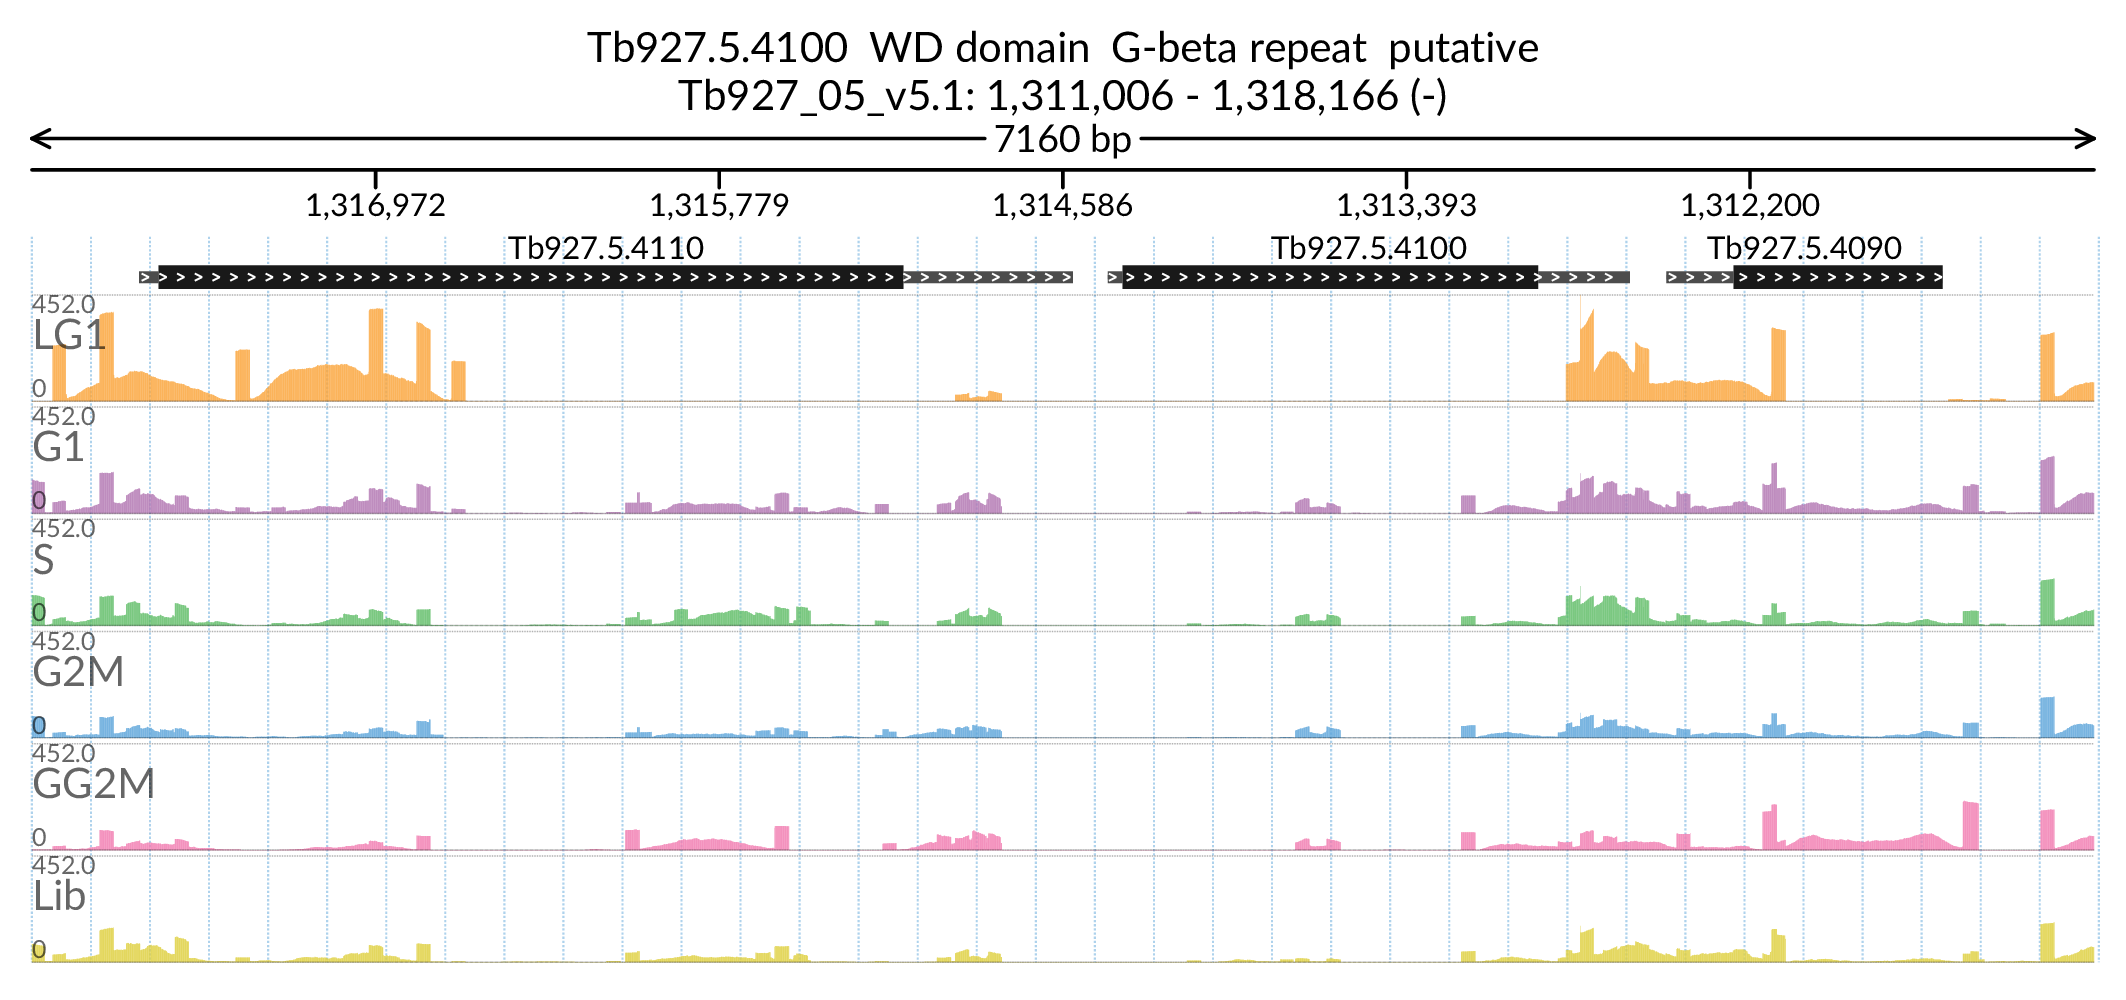 Tb927.5.4100  WD domain  G-beta repeat  putative
Tb927_05_v5.1: 1,311,006 - 1,318,166 (-)
7160 bp
1,316,972 1,315,779 1,314,586 1,313,393 1,312,200
Tb927.5.4110 Tb927.5.4100 Tb927.5.4090
452.0
LG1
0
452.0
G1
0
452.0
S
0
452.0
G2M
0
452.0
GG2M
0
452.0
Lib
0